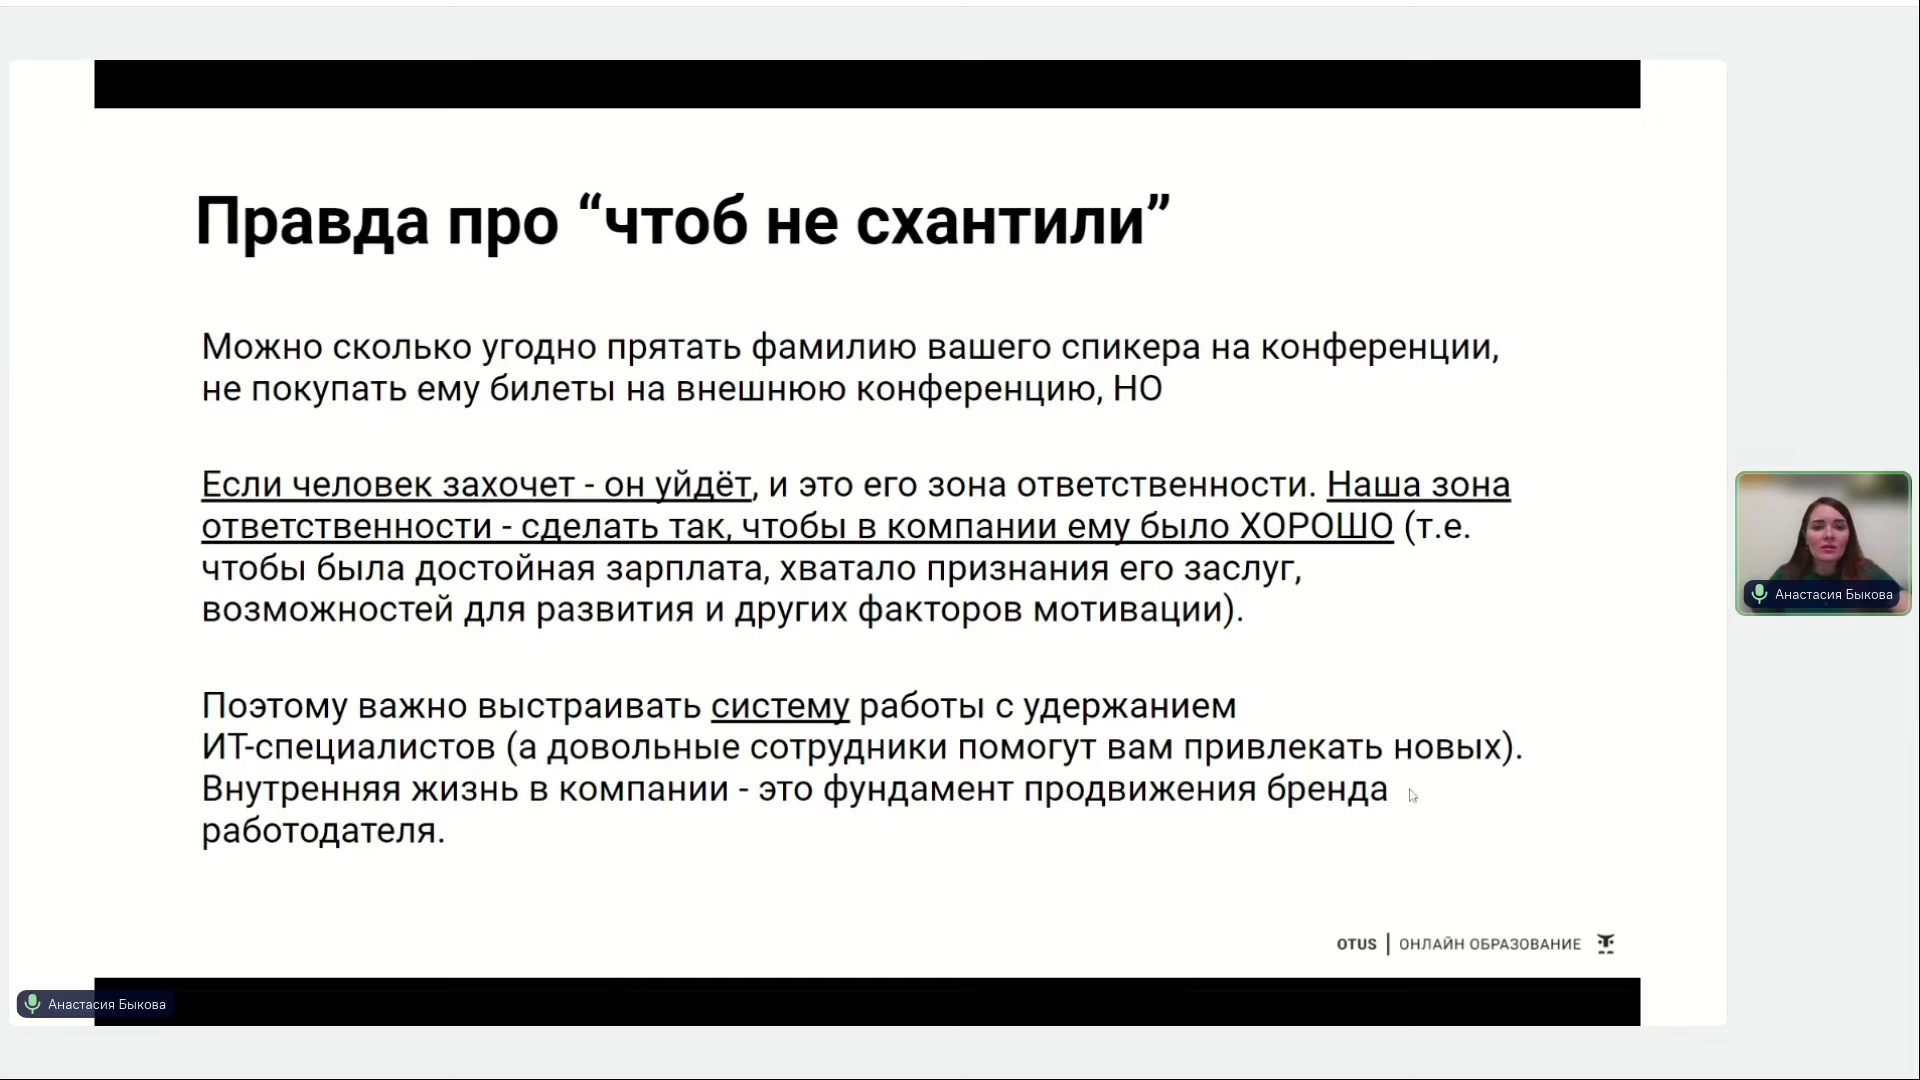 Правда про “чтоб не схантили”
Можно сколько угодно прятать фамилию вашего спикера на конференции,
не покупать ему билеты на внешнюю конференцию, НО
Если человек захочет - он уйдёт, и это его зона ответственности. Наша зона
ответственности - сделать так, чтобы в компании ему было ХОРОШО (т.е.
чтобы была достойная зарплата, хватало признания его заслуг,
возможностей для развития и других факторов мотивации).
Поэтому важно выстраивать систему работы с удержанием
ИТ-специалистов (а довольные сотрудники помогут вам привлекать новых).
Внутренняя жизнь в компании - это фундамент продвижения бренда
работодателя.
OTUS | ОНЛАЙН ОБРАЗОВАНИЕ
Анастасия Быкова
Анастасия Быкова